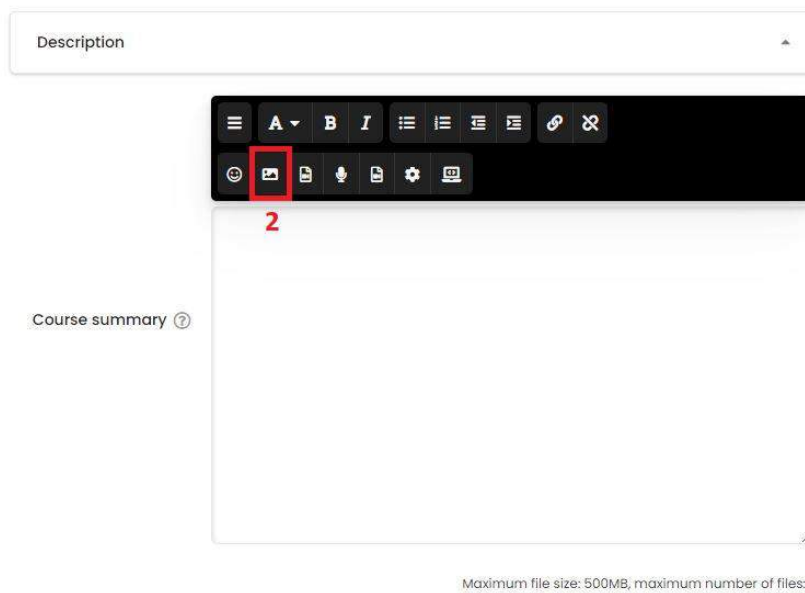 Description
A B I
2
Course summary ?
Maximum file size: 500MB, maximum number of files: